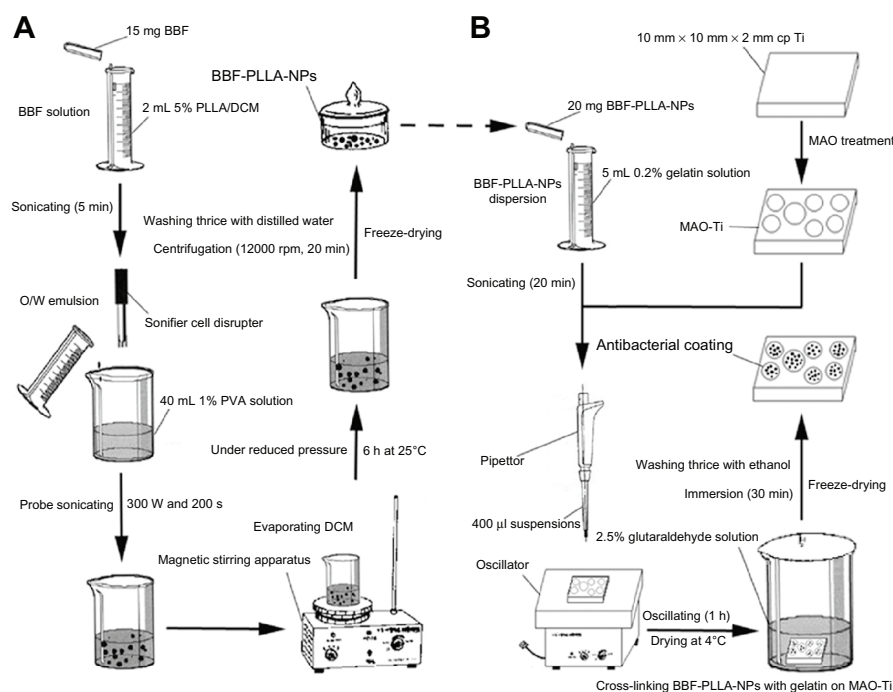 A
15 mg BBF
BBF solution
2 mL 5% PLLA/DCM
Sonicating (5 min)
O/W emulsion
Sonifier cell disrupter
40 mL 1% PVA solution
Probe sonicating
300 W and 200 s
BBF-PLLA-NPs
Washing thrice with distilled water
Centrifugation (12000 rpm, 20 min)
Freeze-drying
Under reduced pressure
6 h at 25°C
Evaporating DCM
Magnetic stirring apparatus
B
20 mg BBF-PLLA-NPs
5 mL 0.2% gelatin solution
BBF-PLLA-NPs
dispersion
Sonicating (20 min)
10 mm × 10 mm × 2 mm cp Ti
MAO treatment
MAO-Ti
Antibacterial coating
Pipettor
400 µl suspensions
Washing thrice with ethanol
Immersion (30 min)
Freeze-drying
2.5% glutaraldehyde solution
Oscillator
Oscillating (1 h)
Drying at 4°C
Cross-linking BBF-PLLA-NPs with gelatin on MAO-Ti